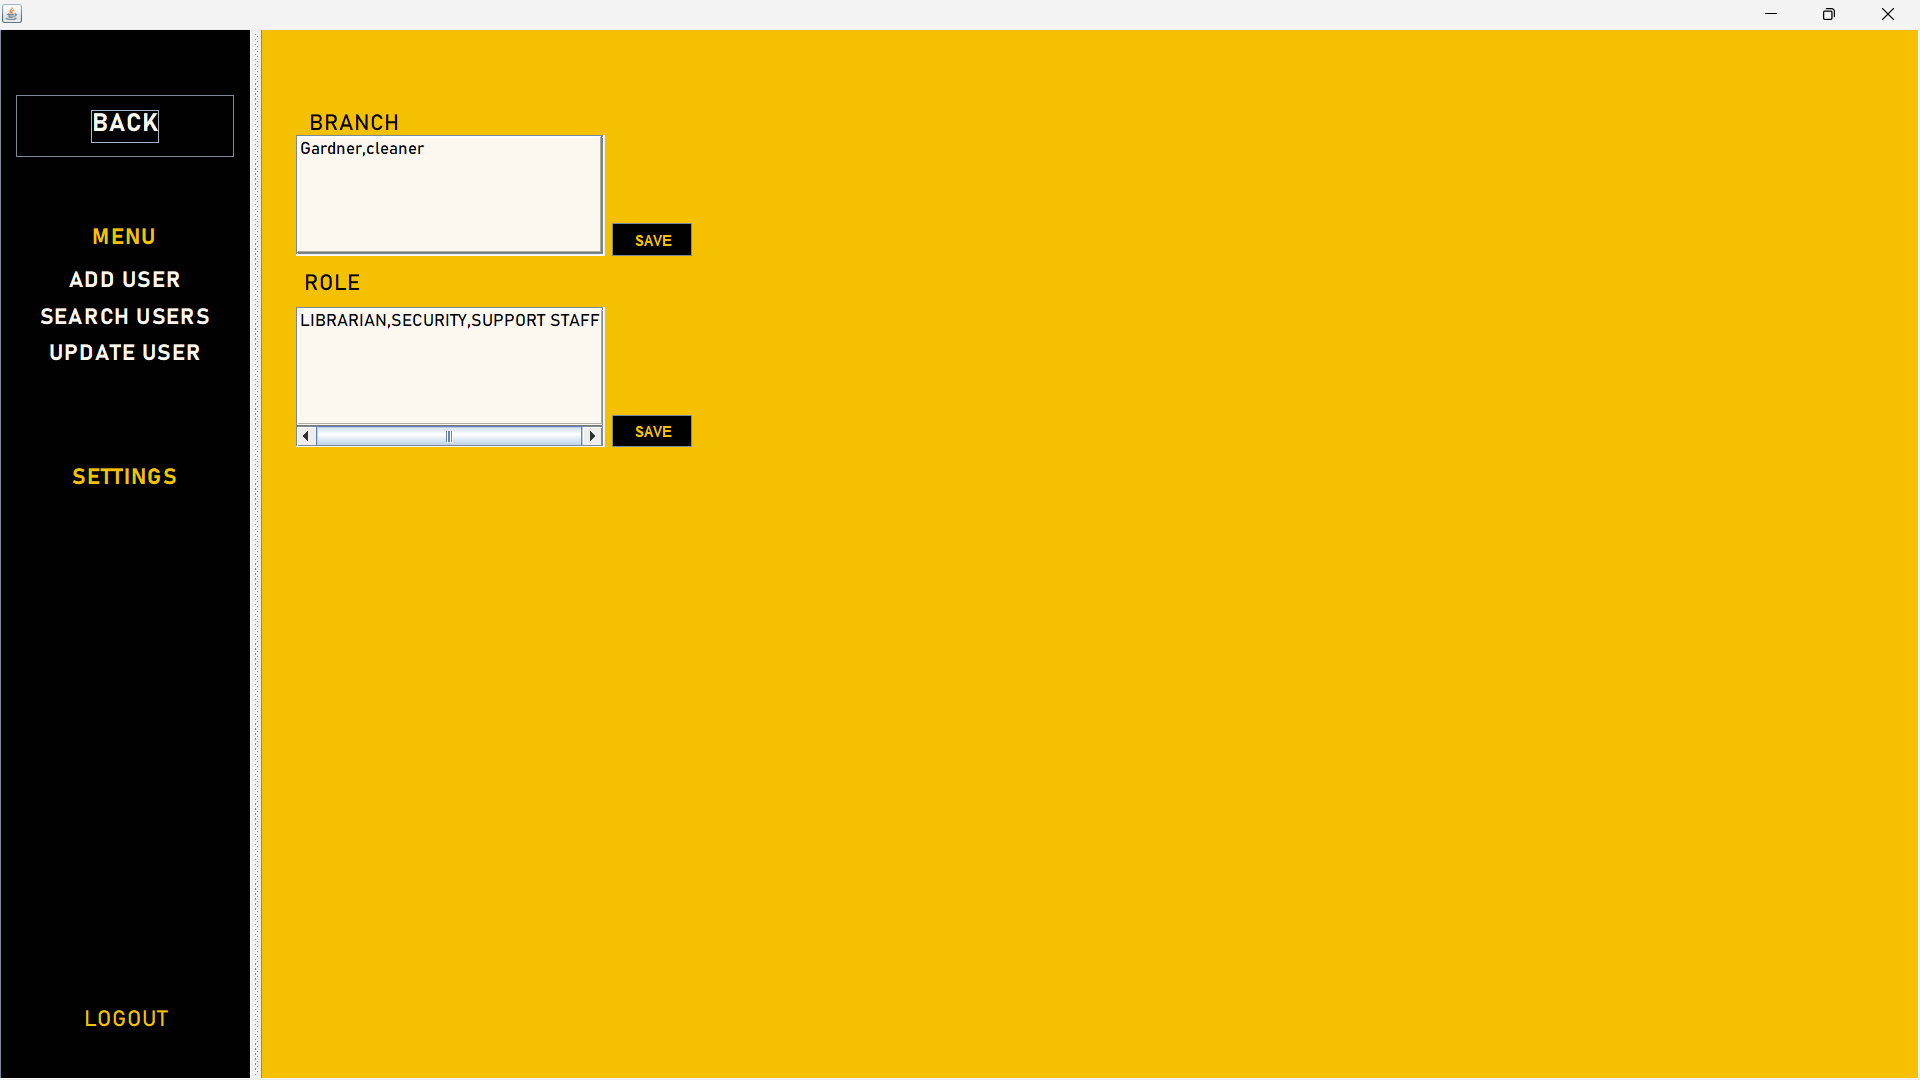 BACK
MENU
ADD USER
SEARCH USERS
UPDATE USER
SETTINGS
LOGOUT
BRANCH
Gardner,cleaner
SAVE
ROLE
LIBRARIAN,SECURITY,SUPPORT STAFF
SAVE